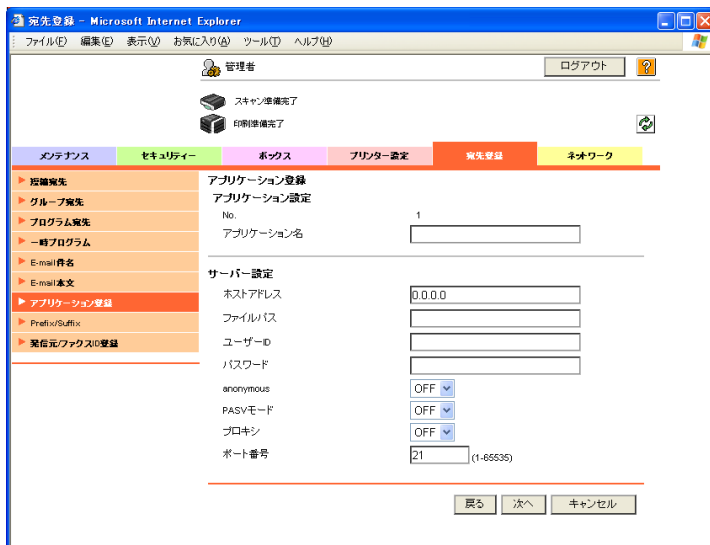 宛先登録 - Microsoft Internet Explorer
ファイル(F) 編集(E) 表示(V) お気に入り(A) ツール(T) ヘルプ(H)
管理者 ログアウト ?
スキャン準備完了
印刷準備完了
メンテナンス セキュリティー ボックス プリンター設定 宛先登録 ネットワーク
短縮宛先
グループ宛先
プログラム宛先
一時プログラム
E-mail件名
E-mail本文
アプリケーション登録
Prefix/Suffix
発信元/ファクスID登録
アプリケーション登録
アプリケーション設定
No. 1
アプリケーション名
サーバー設定
ホストアドレス 0.0.0.0
ファイルパス
ユーザーID
パスワード
anonymous OFF
PASVモード OFF
プロキシ OFF
ポート番号 21 (1-65535)
戻る 次へ キャンセル